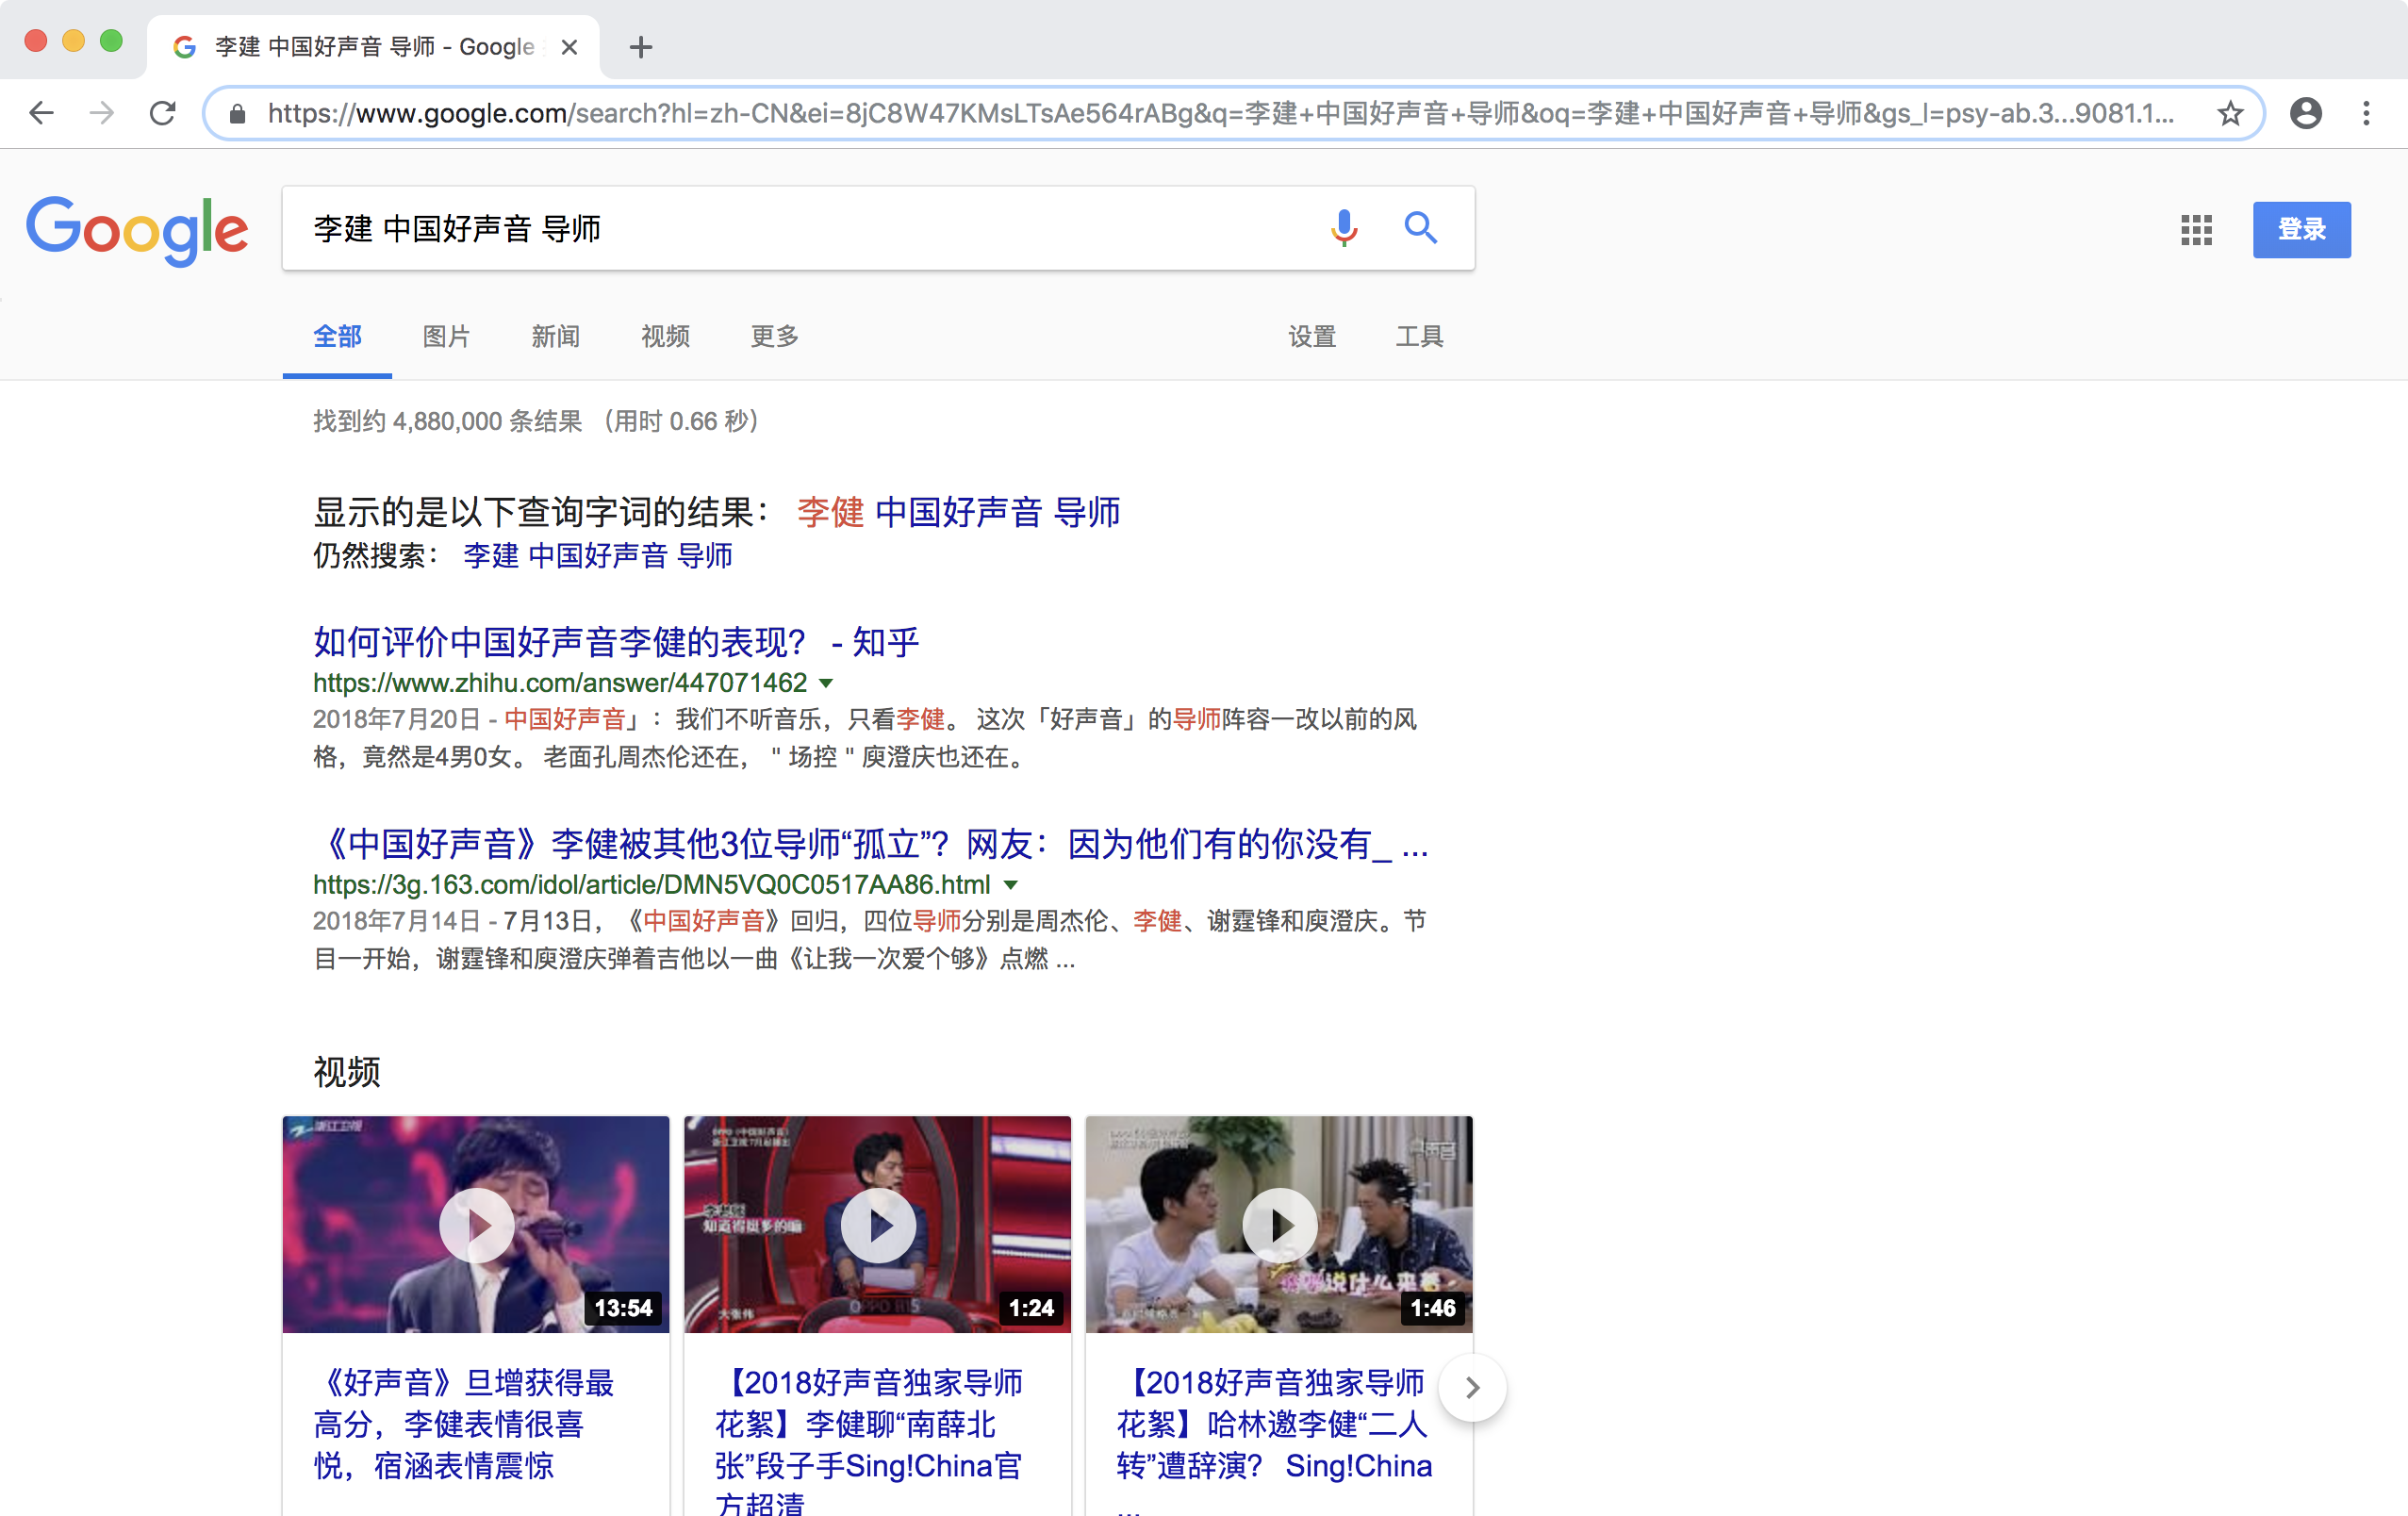 李建 中国好声音 导师 - Google
https://www.google.com/search?hl=zh-CN&ei=8jC8W47KMsLTsAe564rABg&q=李建+中国好声音+导师&oq=李建+中国好声音+导师&gs_l=psy-ab.3...9081.1...
Google
李建 中国好声音 导师
登录
全部 图片 新闻 视频 更多 设置 工具
找到约 4,880,000 条结果 （用时 0.66 秒）
显示的是以下查询字词的结果： 李健 中国好声音 导师
仍然搜索： 李建 中国好声音 导师
如何评价中国好声音李健的表现？ - 知乎
https://www.zhihu.com/answer/447071462
2018年7月20日 - 中国好声音」：我们不听音乐，只看李健。 这次「好声音」的导师阵容一改以前的风
格，竟然是4男0女。 老面孔周杰伦还在， " 场控 " 庾澄庆也还在。
《中国好声音》李健被其他3位导师“孤立”？网友：因为他们有的你没有_ ...
https://3g.163.com/idol/article/DMN5VQ0C0517AA86.html
2018年7月14日 - 7月13日，《中国好声音》回归，四位导师分别是周杰伦、李健、谢霆锋和庾澄庆。节
目一开始，谢霆锋和庾澄庆弹着吉他以一曲《让我一次爱个够》点燃 ...
视频
浙江卫视
13:54
知道得挺多的嘛
大张伟
OPPO R15
1:24
说什么来着
1:46
《好声音》旦增获得最
高分，李健表情很喜
悦，宿涵表情震惊
【2018好声音独家导师
花絮】李健聊“南薛北
张”段子手Sing!China官
方超清
【2018好声音独家导师
花絮】哈林邀李健“二人
转”遭辞演？ Sing!China
...